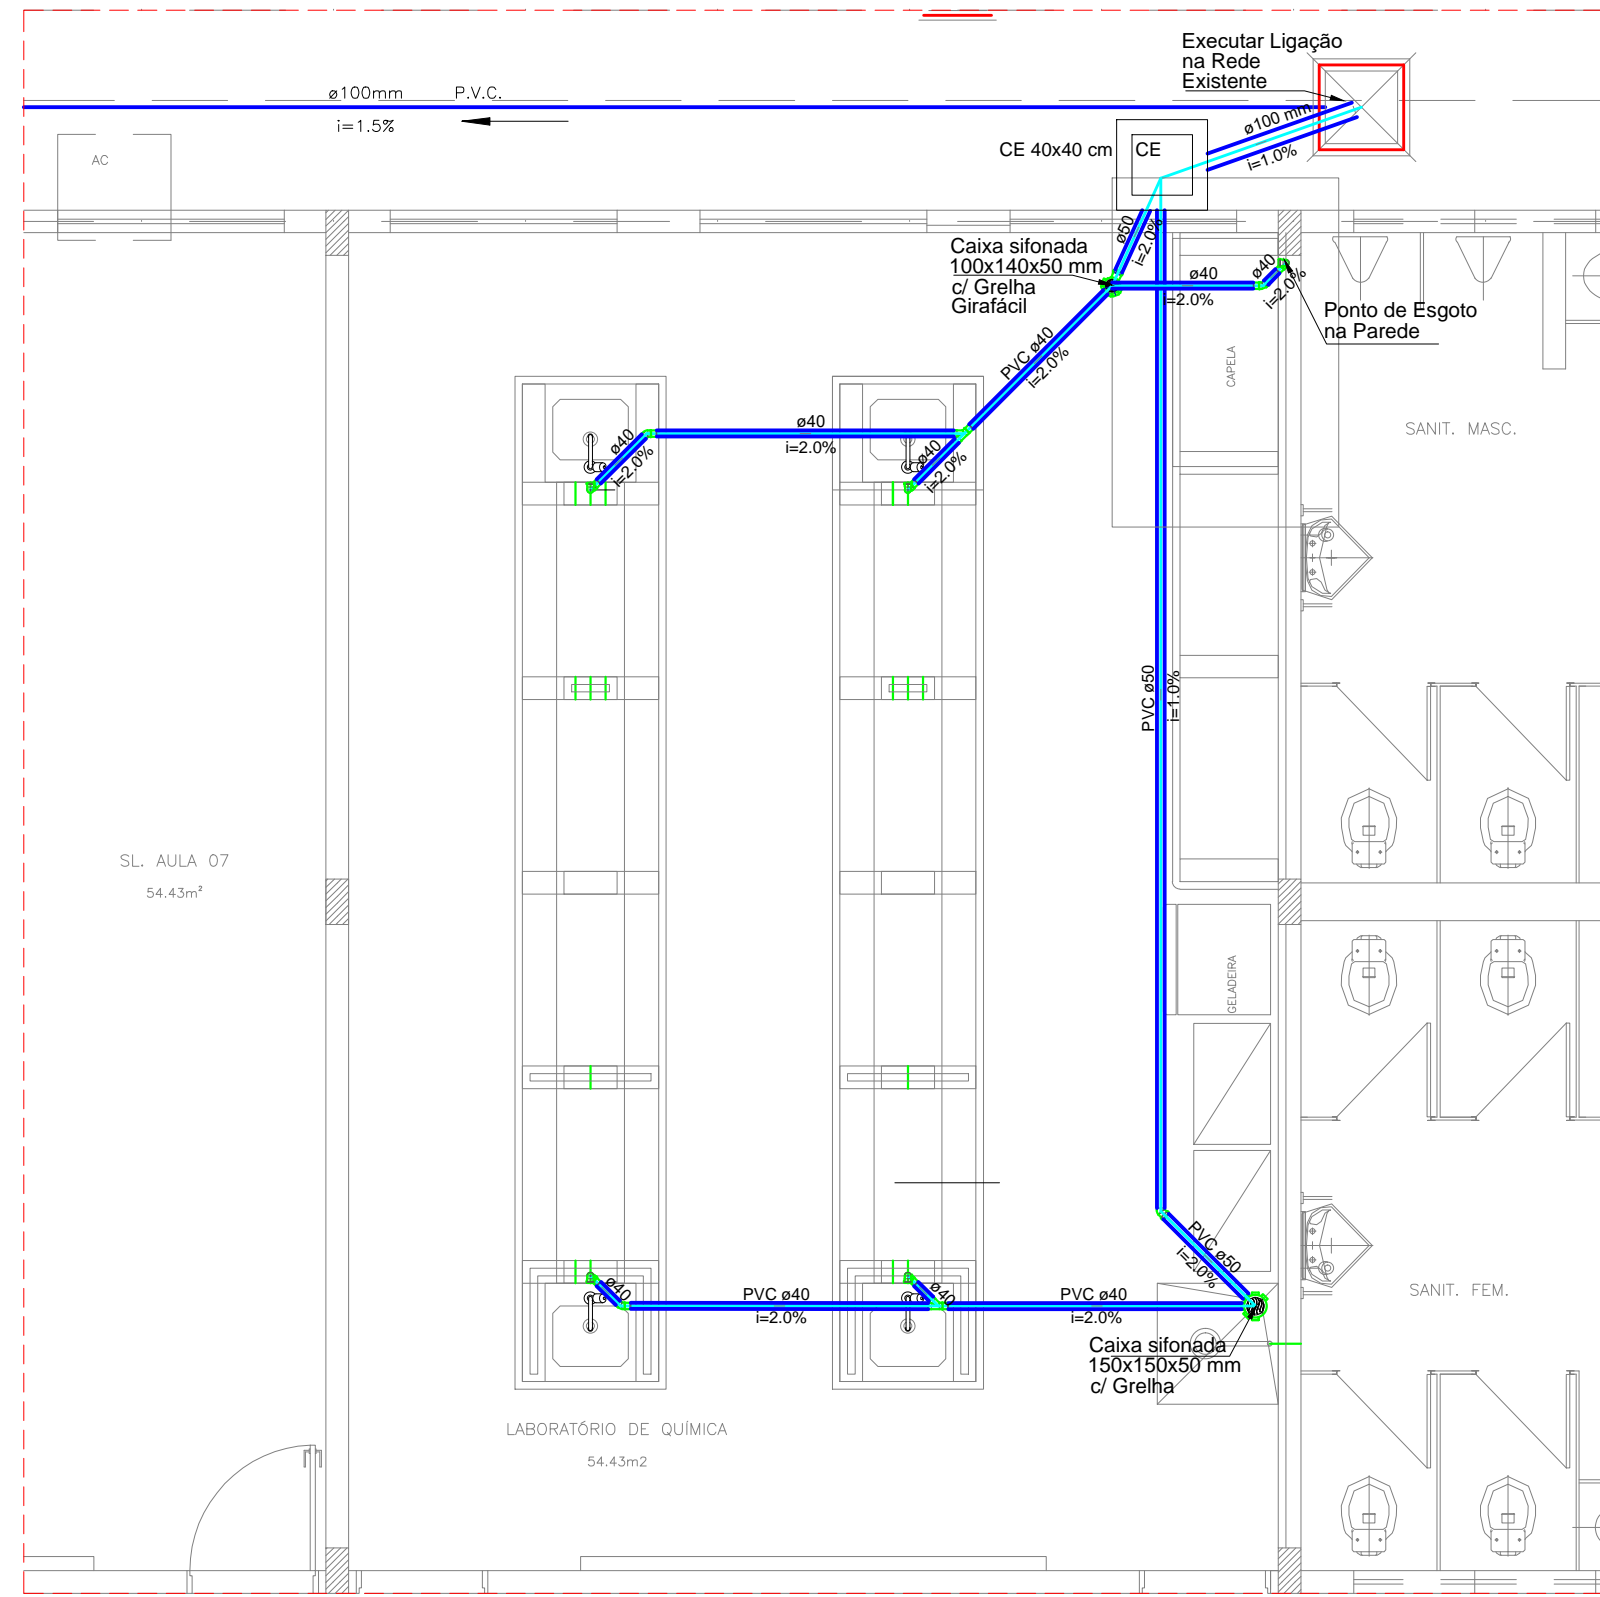 Executar Ligação
na Rede
Existente
ø100mm
P.V.C.
i=1.5%
ø100 mm
i=1.0%
CE 40x40 cm
CE
AC
ø50
i=2.0%
Caixa sifonada
100x140x50 mm
c/ Grelha
Girafácil
ø40
i=2.0%
ø40
i=2.0%
Ponto de Esgoto
na Parede
PVC ø40
i=2.0%
CAPELA
ø40
i=2.0%
ø40
i=2.0%
ø40
i=2.0%
SANIT. MASC.
PVC ø50
i=1.0%
SL. AULA 07
54.43m²
GELADEIRA
PVC ø50
i=2.0%
ø40
PVC ø40
i=2.0%
ø40
PVC ø40
i=2.0%
SANIT. FEM.
Caixa sifonada
150x150x50 mm
c/ Grelha
LABORATÓRIO DE QUÍMICA
54.43m2